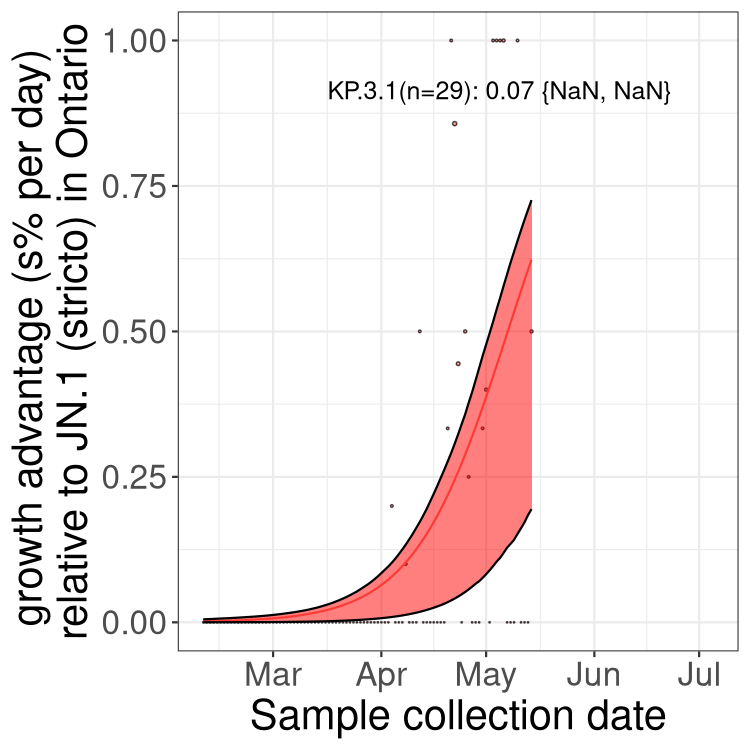 growth advantage (s% per day)
relative to JN.1 (stricto) in Ontario
1.00
0.75
0.50
0.25
0.00
KP.3.1(n=29): 0.07 {NaN, NaN}
Mar Apr May Jun Jul
Sample collection date